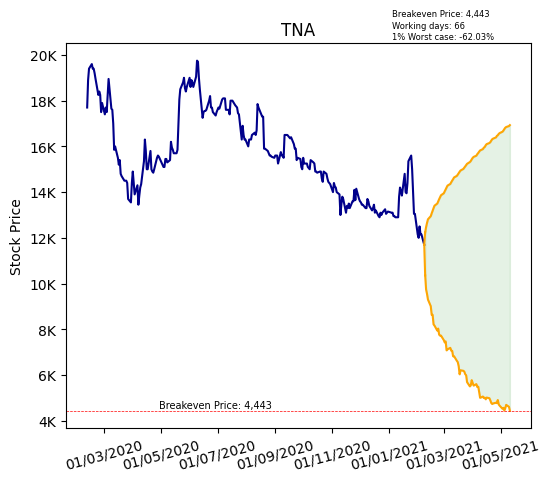 Breakeven Price: 4,443
Working days: 66
1% Worst case: -62.03%
TNA
Stock Price
20K
18K
16K
14K
12K
10K
8K
6K
4K
Breakeven Price: 4,443
01/03/2020
01/05/2020
01/07/2020
01/09/2020
01/11/2020
01/01/2021
01/03/2021
01/05/2021